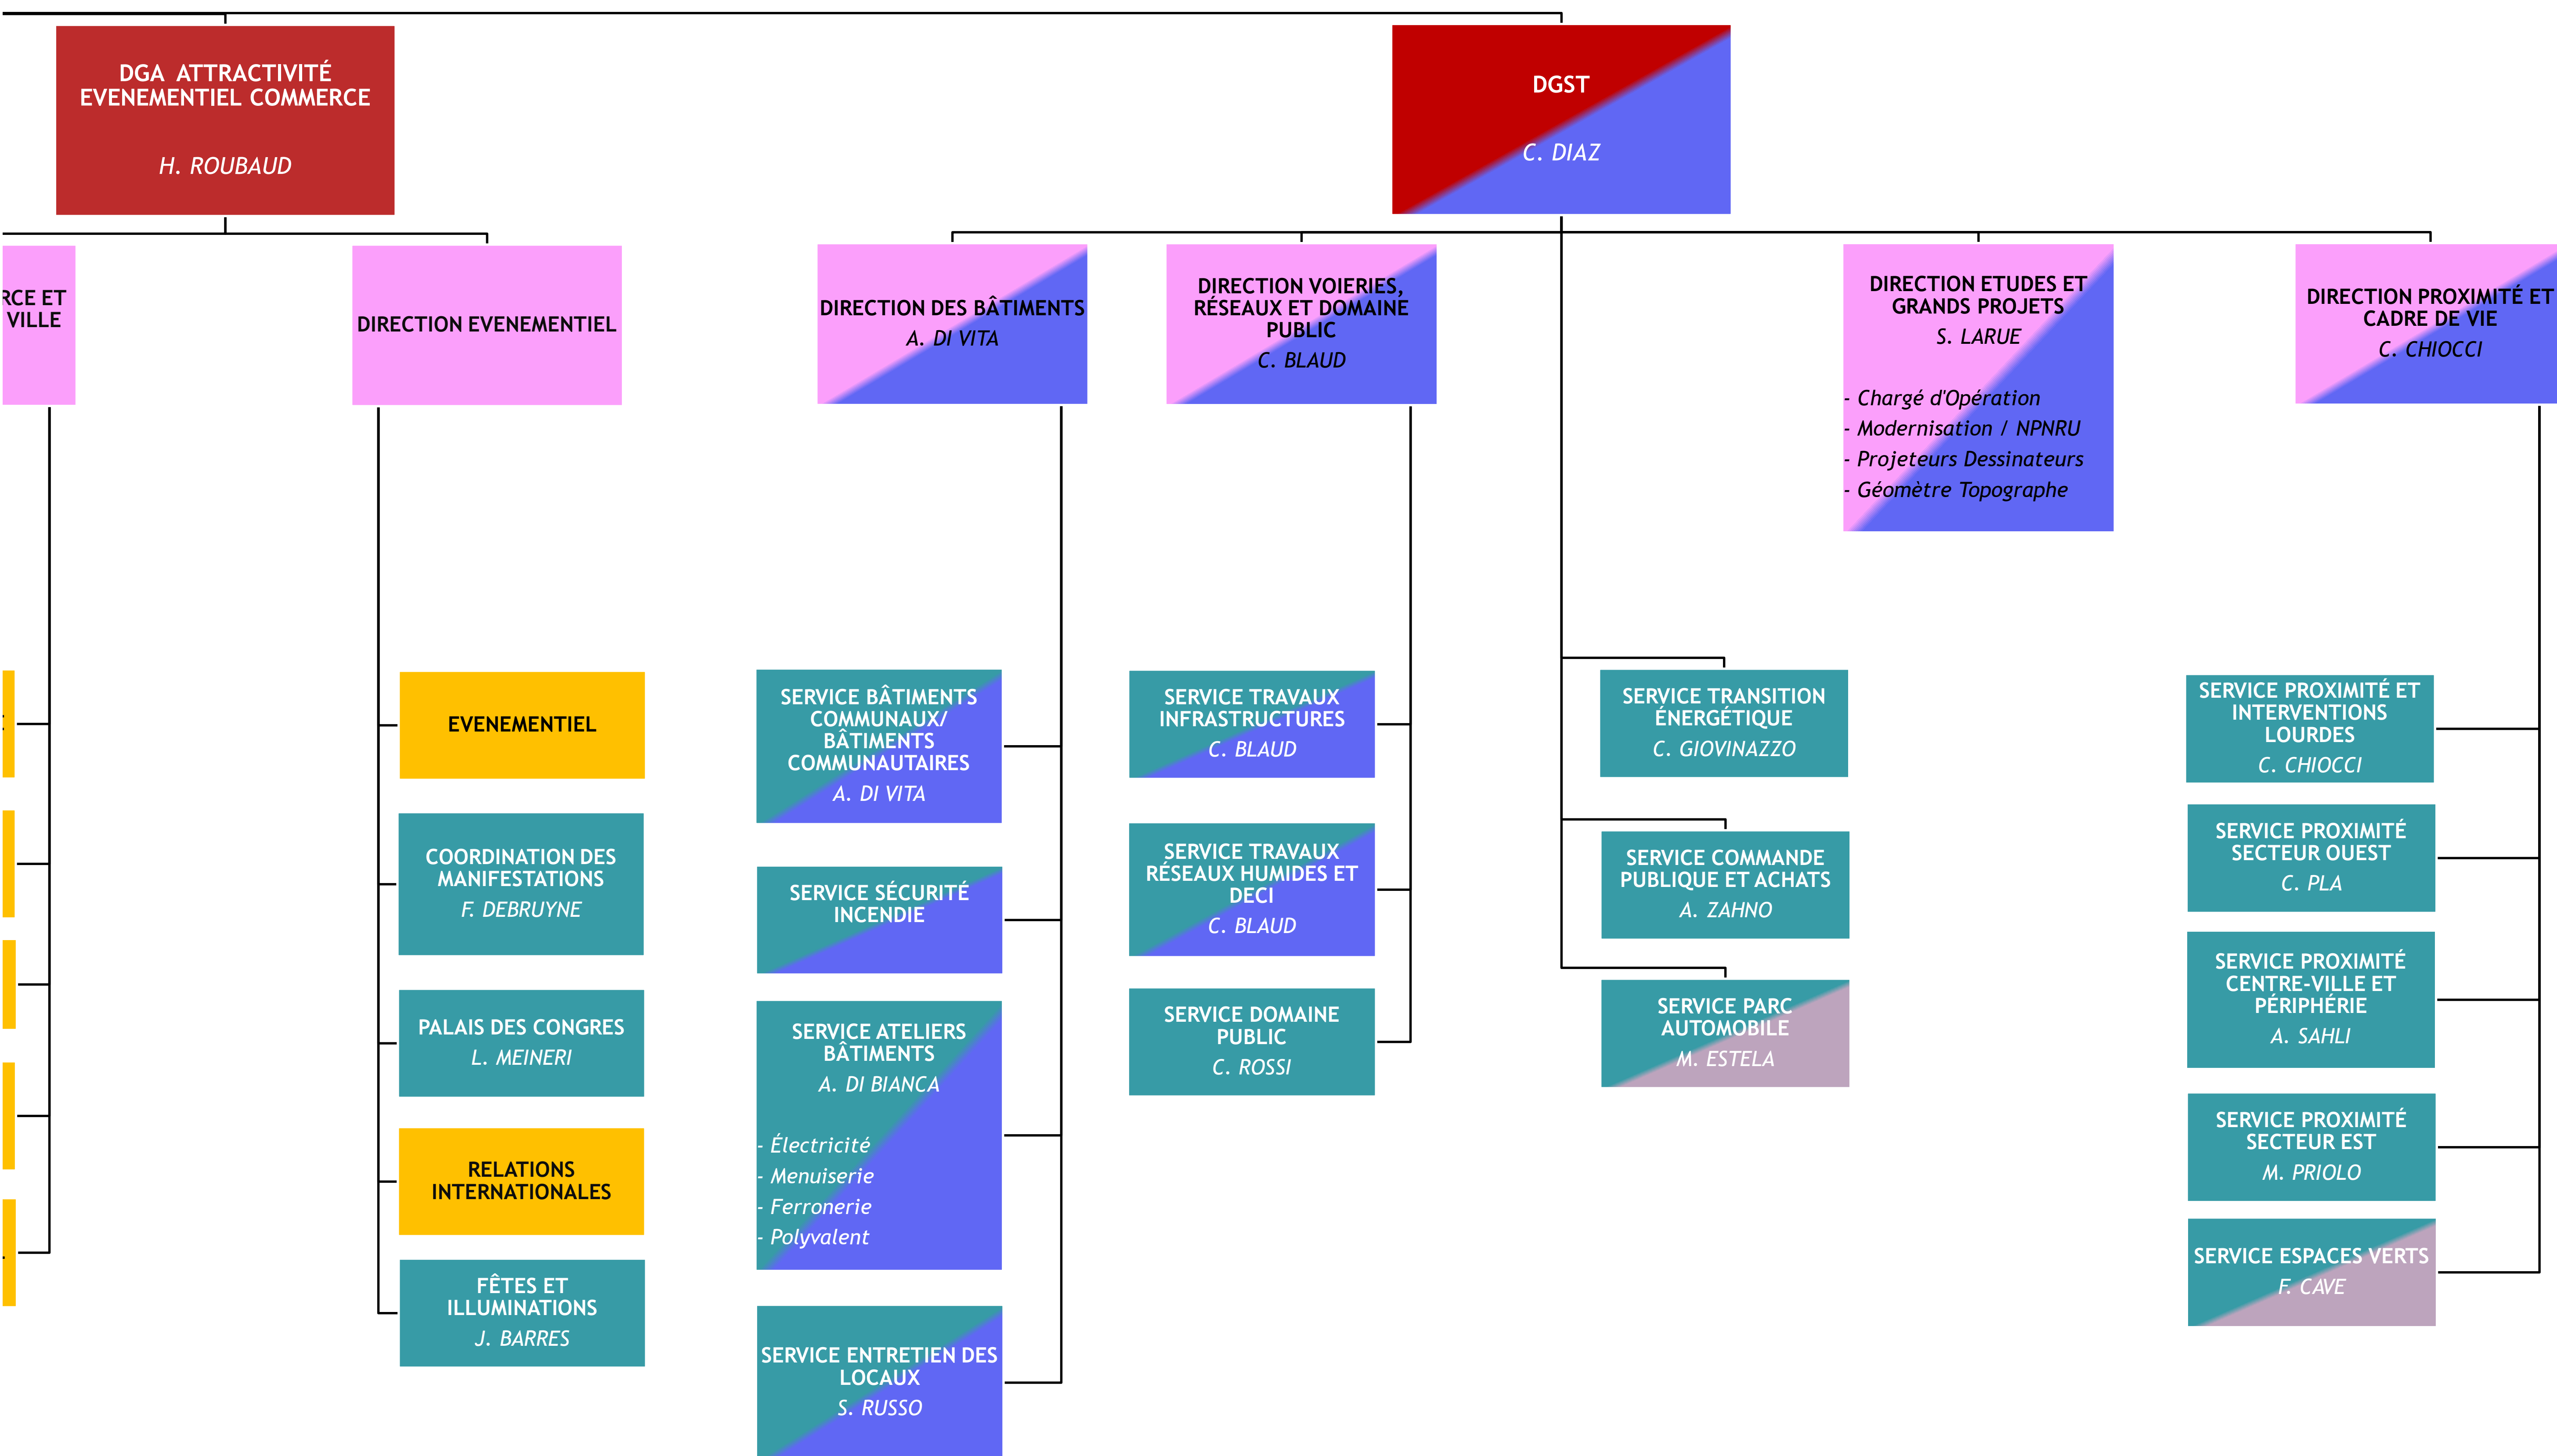 DGA ATTRACTIVITÉ
EVENEMENTIEL COMMERCE
H. ROUBAUD
DGST
C. DIAZ
RCE ET
VILLE
DIRECTION EVENEMENTIEL
DIRECTION DES BÂTIMENTS
A. DI VITA
DIRECTION VOIERIES,
RÉSEAUX ET DOMAINE
PUBLIC
C. BLAUD
DIRECTION ETUDES ET
GRANDS PROJETS
S. LARUE
- Chargé d'Opération
- Modernisation / NPNRU
- Projeteurs Dessinateurs
- Géomètre Topographe
DIRECTION PROXIMITÉ ET
CADRE DE VIE
C. CHIOCCI
EVENEMENTIEL
COORDINATION DES
MANIFESTATIONS
F. DEBRUYNE
PALAIS DES CONGRES
L. MEINERI
RELATIONS
INTERNATIONALES
FÊTES ET
ILLUMINATIONS
J. BARRES
SERVICE BÂTIMENTS
COMMUNAUX/
BÂTIMENTS
COMMUNAUTAIRES
A. DI VITA
SERVICE SÉCURITÉ
INCENDIE
SERVICE ATELIERS
BÂTIMENTS
A. DI BIANCA
- Électricité
- Menuiserie
- Ferronerie
- Polyvalent
SERVICE ENTRETIEN DES
LOCAUX
S. RUSSO
SERVICE TRAVAUX
INFRASTRUCTURES
C. BLAUD
SERVICE TRAVAUX
RÉSEAUX HUMIDES ET
DECI
C. BLAUD
SERVICE DOMAINE
PUBLIC
C. ROSSI
SERVICE TRANSITION
ÉNERGÉTIQUE
C. GIOVINAZZO
SERVICE COMMANDE
PUBLIQUE ET ACHATS
A. ZAHNO
SERVICE PARC
AUTOMOBILE
M. ESTELA
SERVICE PROXIMITÉ ET
INTERVENTIONS
LOURDES
C. CHIOCCI
SERVICE PROXIMITÉ
SECTEUR OUEST
C. PLA
SERVICE PROXIMITÉ
CENTRE-VILLE ET
PÉRIPHÉRIE
A. SAHLI
SERVICE PROXIMITÉ
SECTEUR EST
M. PRIOLO
SERVICE ESPACES VERTS
F. CAVE